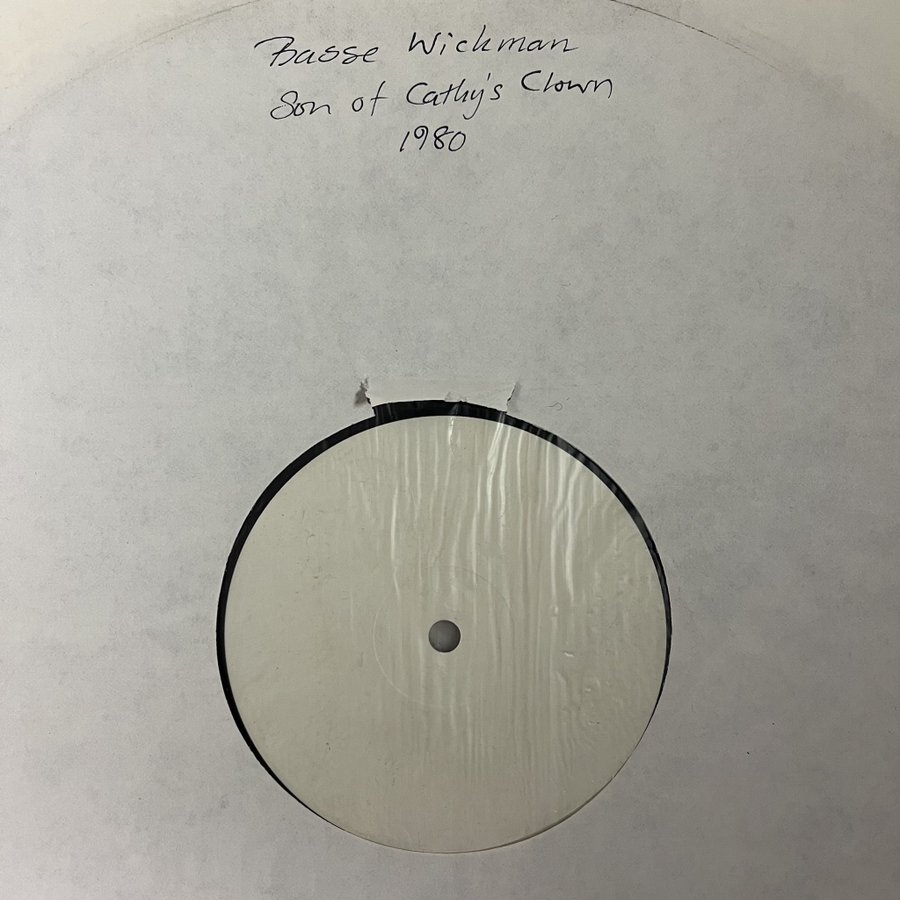 Basse Wickman
Son of Cathy's Clown
1980